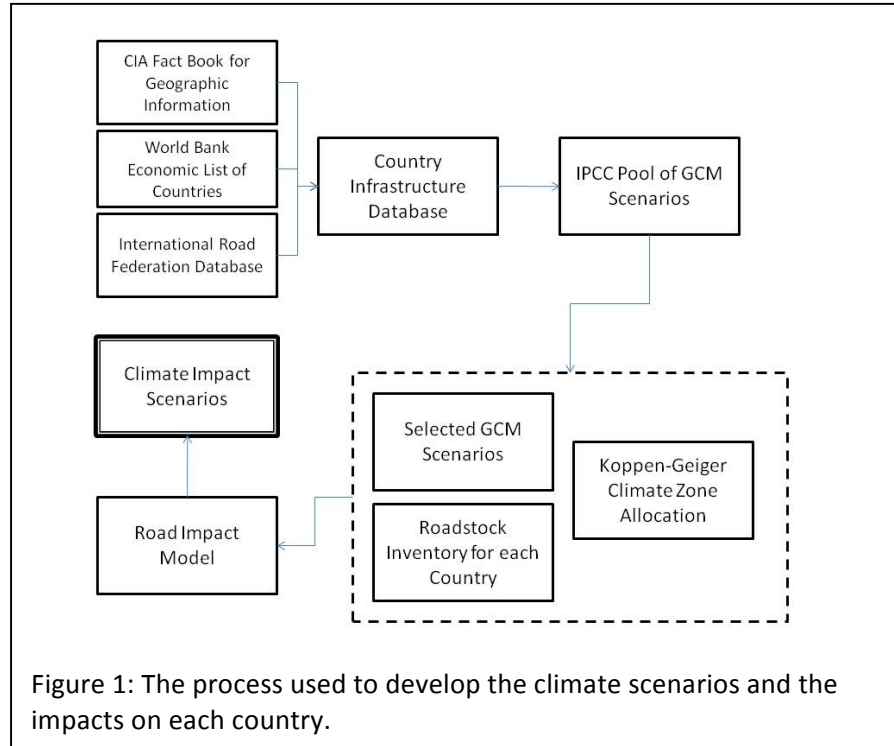 CIA Fact Book for
Geographic
Information
World Bank
Economic List of
Countries
International Road
Federation Database
Country
Infrastructure
Database
IPCC Pool of GCM
Scenarios
Climate Impact
Scenarios
Selected GCM
Scenarios
Koppen-Geiger
Climate Zone
Allocation
Road Impact
Model
Roadstock
Inventory for each
Country
Figure 1: The process used to develop the climate scenarios and the
impacts on each country.